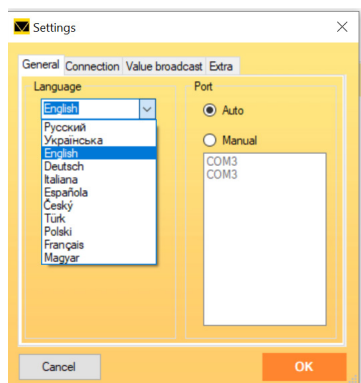 Settings
General Connection Value broadcast Extra
Language
English
Русский
Українська
English
Deutsch
Italiana
Española
Český
Türk
Polski
Français
Magyar
Port
Auto
Manual
COM3
COM3
Cancel
OK